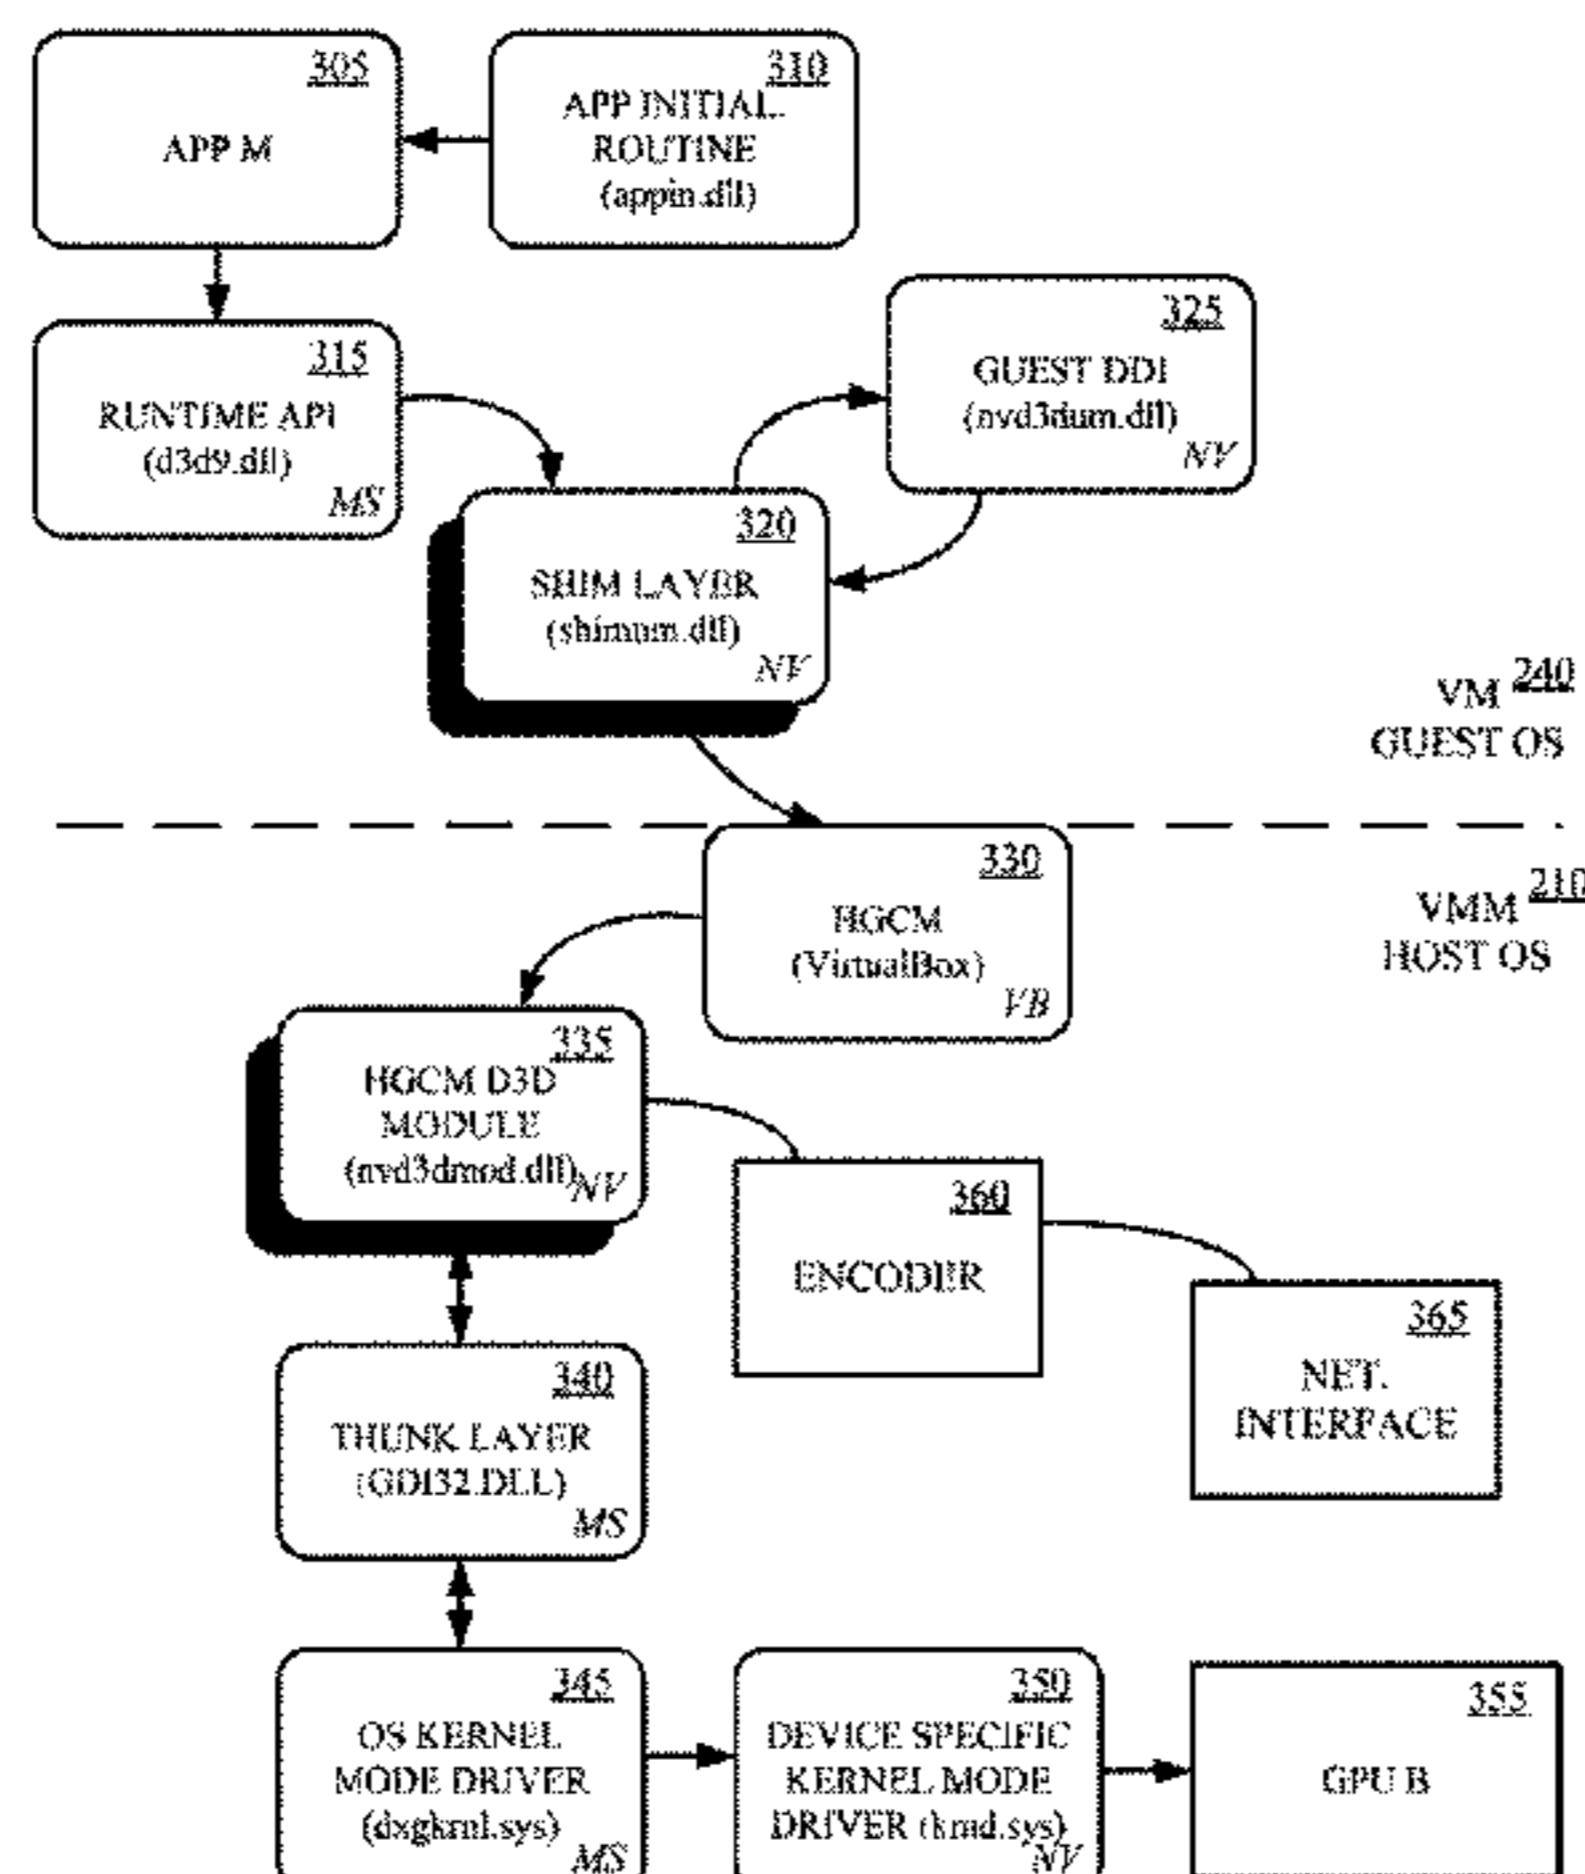 305
APP M
310
APP INITIAL.
ROUTINE
(appin.dll)
315
RUNTIME API
(d3d9.dll)
MS
325
GUEST DDI
(nvd3dum.dll)
NV
320
SHIM LAYER
(shimum.dll)
NV
VM 240
GUEST OS
330
HGCM
(VirtualBox)
VB
VMM 210
HOST OS
335
HGCM D3D
MODULE
(nvd3dmod.dll)
NV
360
ENCODER
365
NET.
INTERFACE
340
THUNK LAYER
(GDI32.DLL)
MS
345
OS KERNEL
MODE DRIVER
(dxgkrnl.sys)
MS
350
DEVICE SPECIFIC
KERNEL MODE
DRIVER (kmd.sys)
NV
355
GPU B